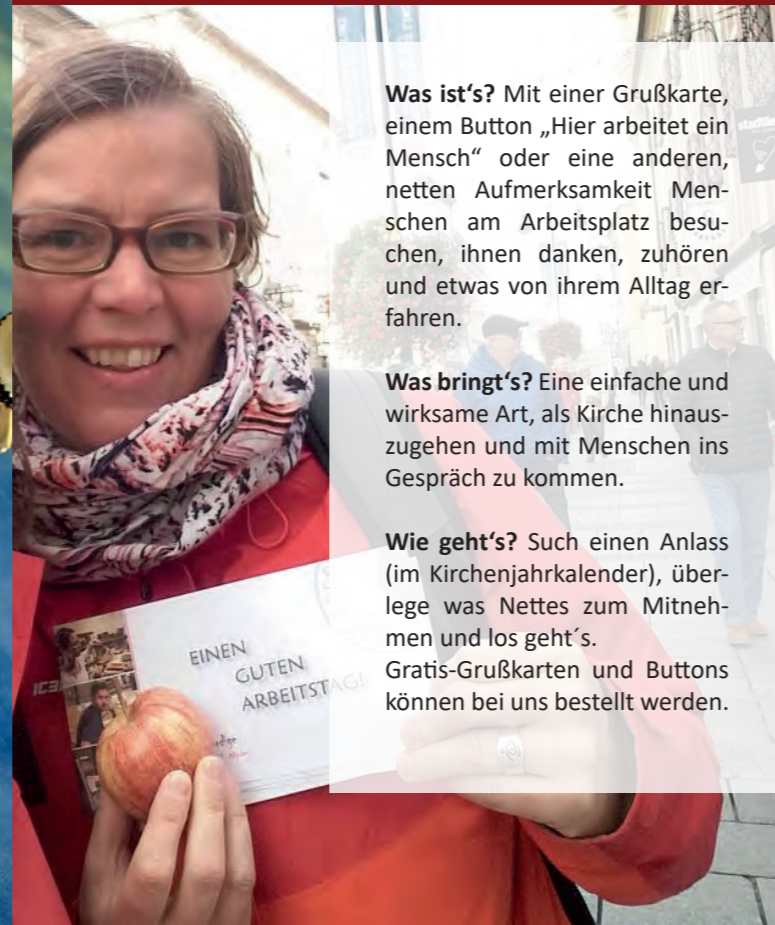 Was ist‘s? Mit einer Grußkarte,
einem Button „Hier arbeitet ein
Mensch“ oder eine anderen,
netten Aufmerksamkeit Men-
schen am Arbeitsplatz besu-
chen, ihnen danken, zuhören
und etwas von ihrem Alltag er-
fahren.
Was bringt‘s? Eine einfache und
wirksame Art, als Kirche hinaus-
zugehen und mit Menschen ins
Gespräch zu kommen.
Wie geht‘s? Such einen Anlass
(im Kirchenjahrkalender), über-
lege was Nettes zum Mitneh-
men und los geht´s.
Gratis-Grußkarten und Buttons
können bei uns bestellt werden.
EINEN
GUTEN
ARBEITSTAG!